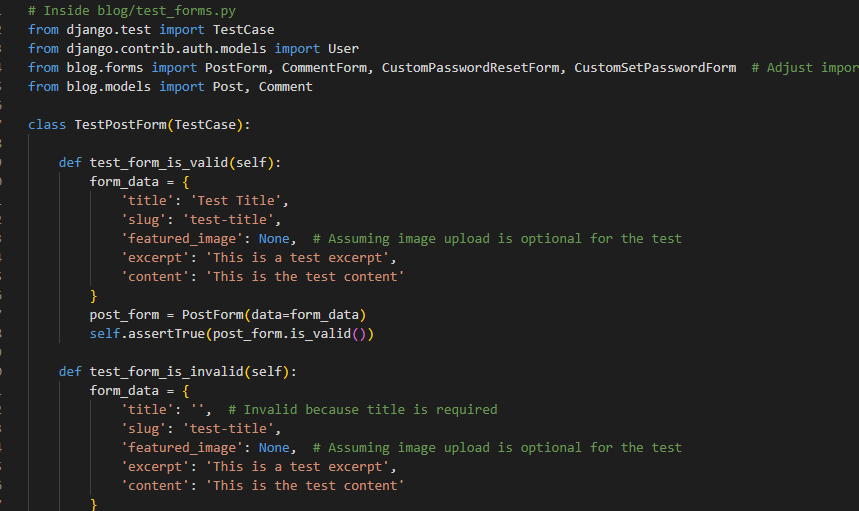 # Inside blog/test_forms.py
from django.test import TestCase
from django.contrib.auth.models import User
from blog.forms import PostForm, CommentForm, CustomPasswordResetForm, CustomSetPasswordForm  # Adjust impor
from blog.models import Post, Comment
class TestPostForm(TestCase):
    def test_form_is_valid(self):
        form_data = {
            'title': 'Test Title',
            'slug': 'test-title',
            'featured_image': None,  # Assuming image upload is optional for the test
            'excerpt': 'This is a test excerpt',
            'content': 'This is the test content'
        }
        post_form = PostForm(data=form_data)
        self.assertTrue(post_form.is_valid())
    def test_form_is_invalid(self):
        form_data = {
            'title': '',  # Invalid because title is required
            'slug': 'test-title',
            'featured_image': None,  # Assuming image upload is optional for the test
            'excerpt': 'This is a test excerpt',
            'content': 'This is the test content'
        }